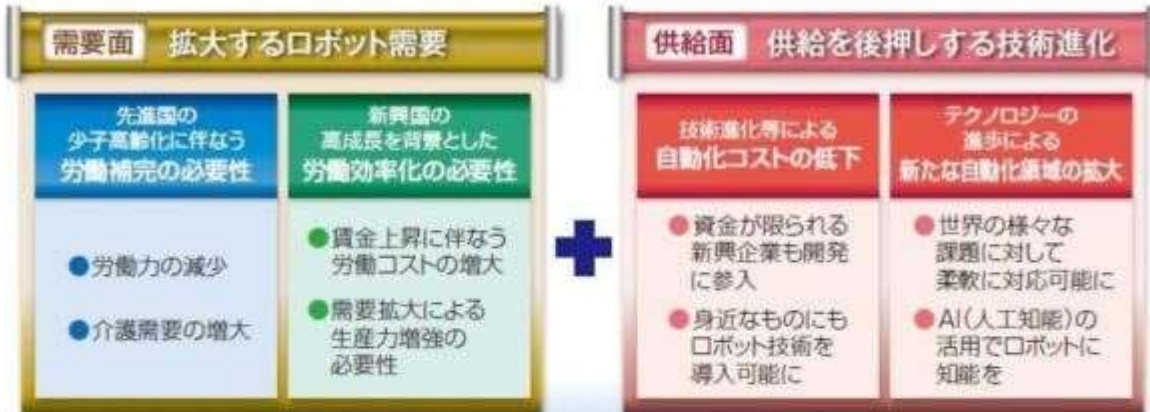 需要面 拡大するロボット需要
先進国の
少子高齢化に伴なう
労働補完の必要性
●労働力の減少
●介護需要の増大
新興国の
高成長を背景とした
労働効率化の必要性
●賃金上昇に伴なう
労働コストの増大
●需要拡大による
生産力増強の
必要性
供給面 供給を後押しする技術進化
技術進化等による
自動化コストの低下
●資金が限られる
新興企業も開発
に参入
●身近なものにも
ロボット技術を
導入可能に
テクノロジーの
進歩による
新たな自動化領域の拡大
●世界の様々な
課題に対して
柔軟に対応可能に
●AI(人工知能)の
活用でロボットに
知能を